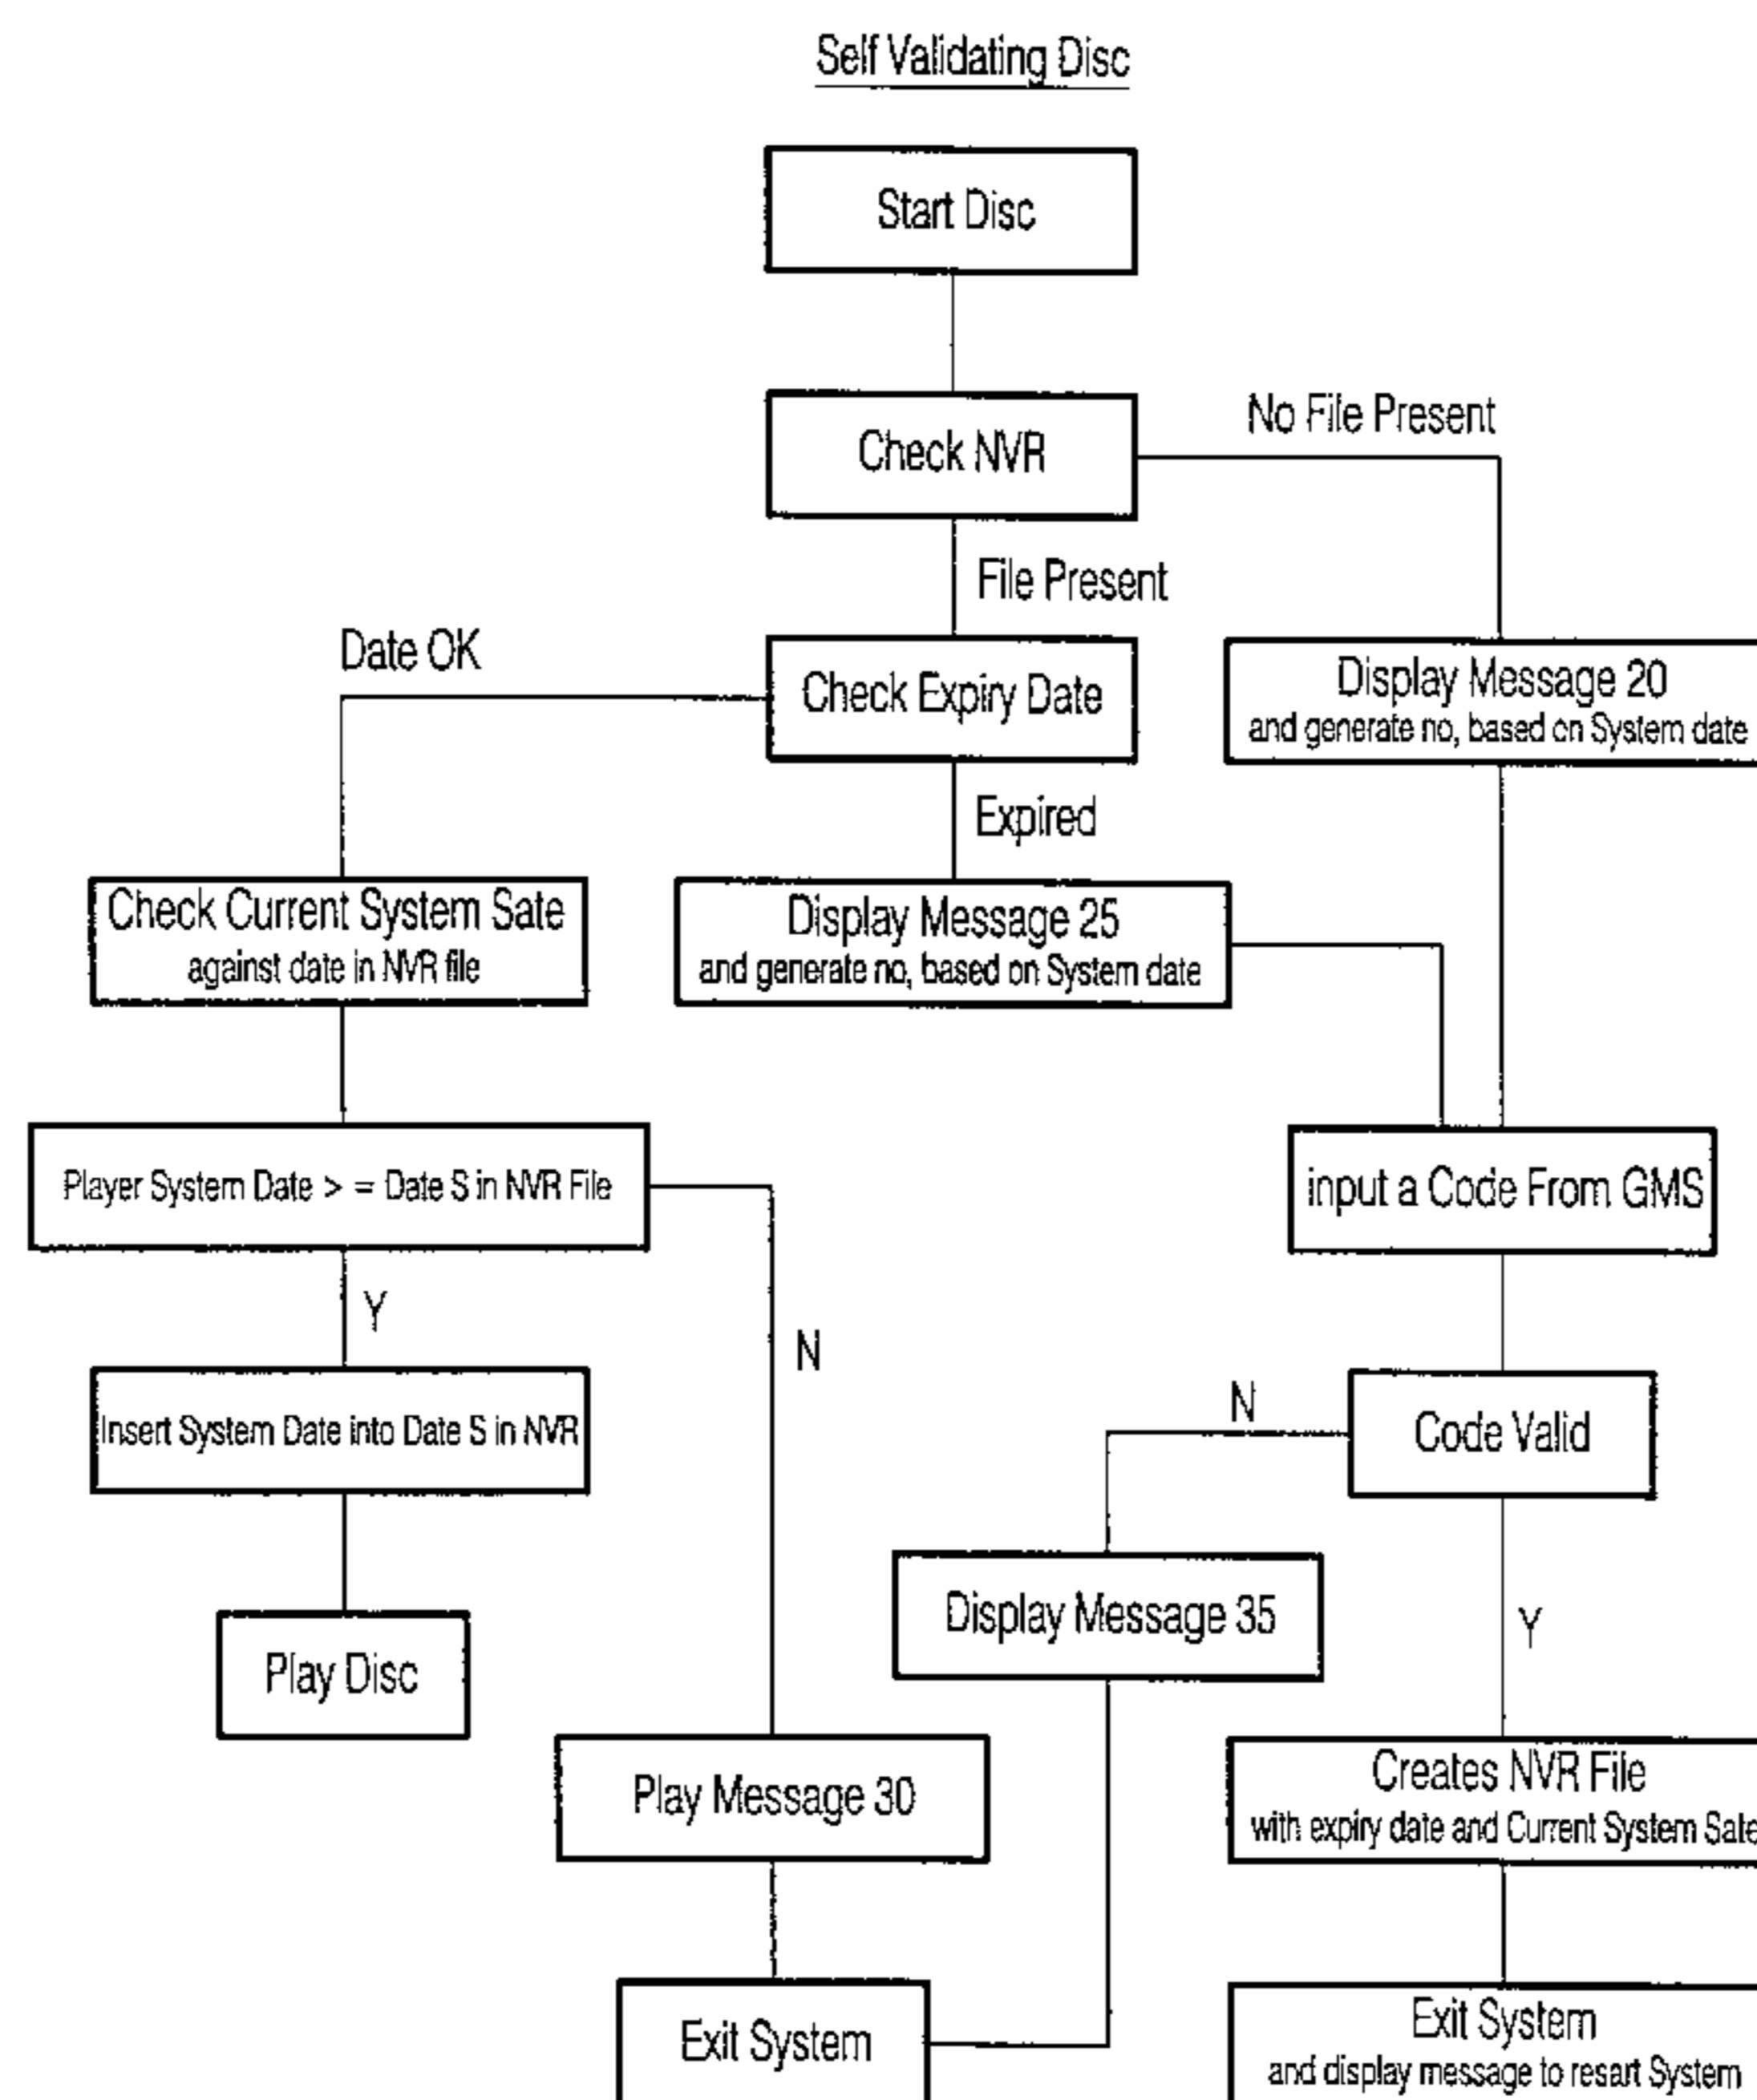 Self Validating Disc
Start Disc
Check NVR
No File Present
File Present
Date OK
Check Expiry Date
Display Message 20
and generate no, based on System date
Expired
Check Current System Sate
against date in NVR file
Display Message 25
and generate no, based on System date
Player System Date > = Date S in NVR File
input a Code From GMS
Y
N
Insert System Date into Date S in NVR
N
Code Valid
Display Message 35
Y
Play Disc
Play Message 30
Creates NVR File
with expiry date and Current System Sate
Exit System
Exit System
and display message to resart System